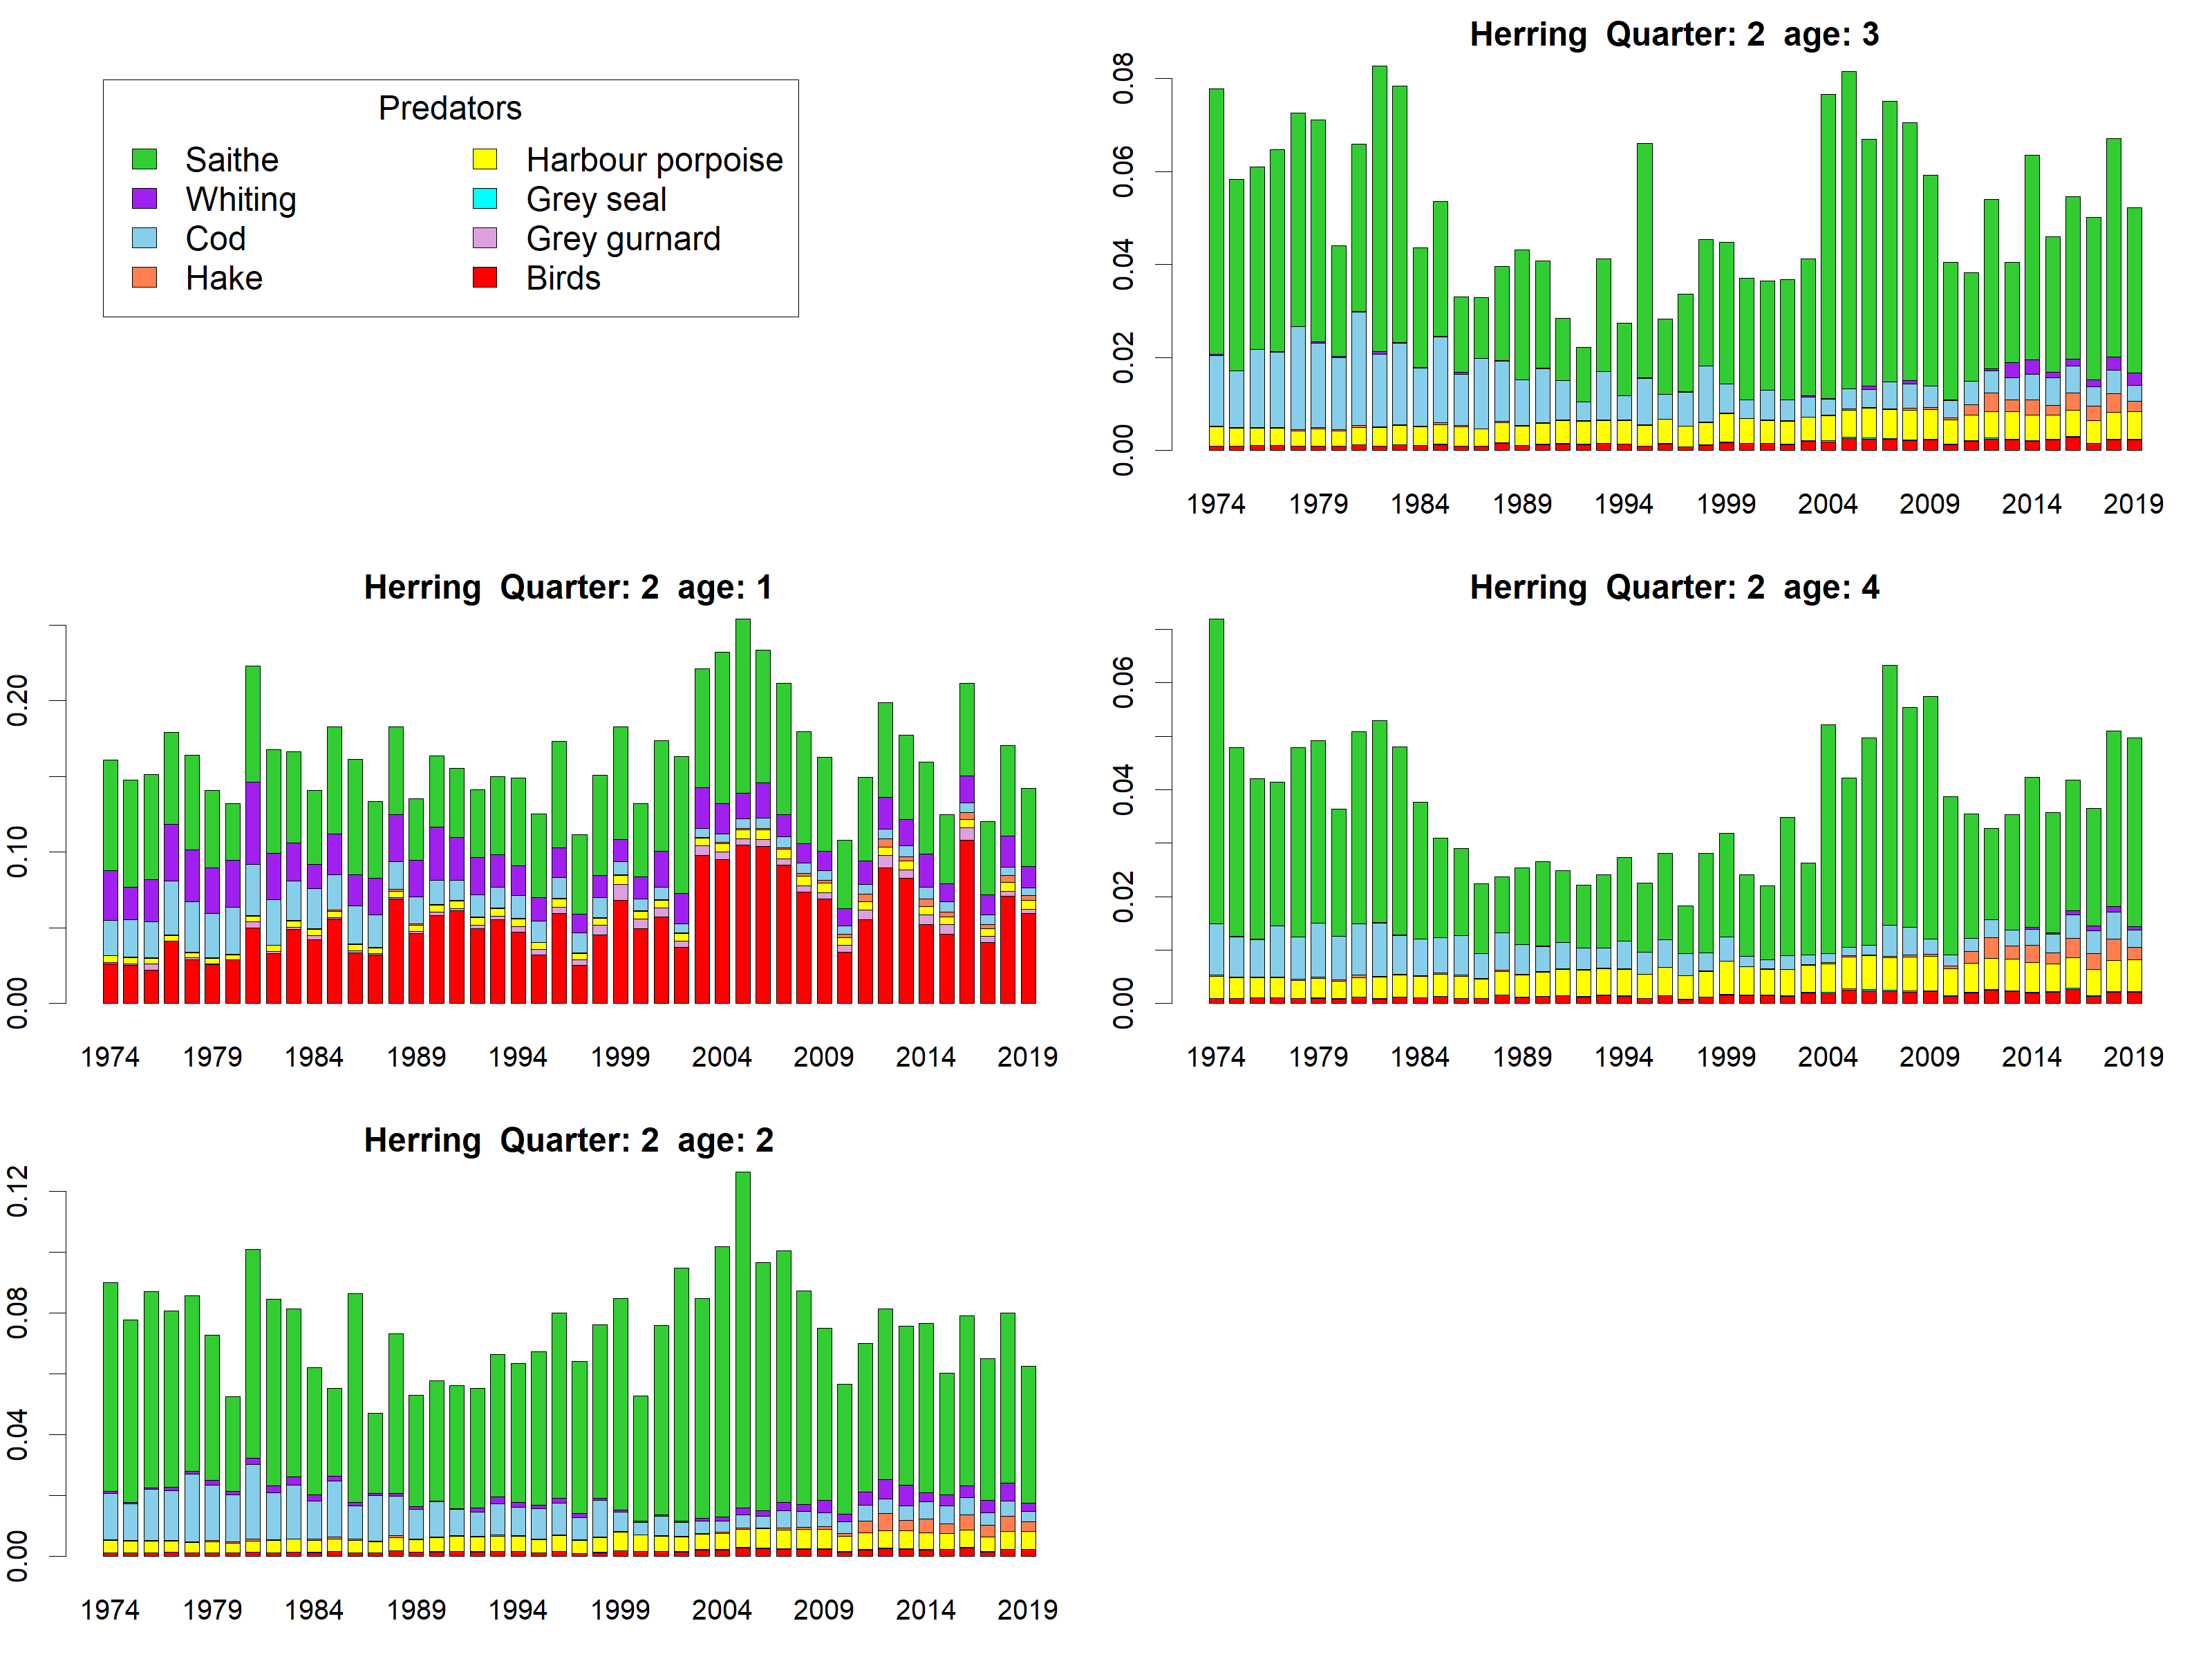 Predators
Saithe
Whiting
Cod
Hake
Harbour porpoise
Grey seal
Grey gurnard
Birds
Herring  Quarter: 2  age: 3
0.00 0.02 0.04 0.06 0.08
1974 1979 1984 1989 1994 1999 2004 2009 2014 2019
Herring  Quarter: 2  age: 1
0.00 0.10 0.20
1974 1979 1984 1989 1994 1999 2004 2009 2014 2019
Herring  Quarter: 2  age: 4
0.00 0.02 0.04 0.06
1974 1979 1984 1989 1994 1999 2004 2009 2014 2019
Herring  Quarter: 2  age: 2
0.00 0.04 0.08 0.12
1974 1979 1984 1989 1994 1999 2004 2009 2014 2019